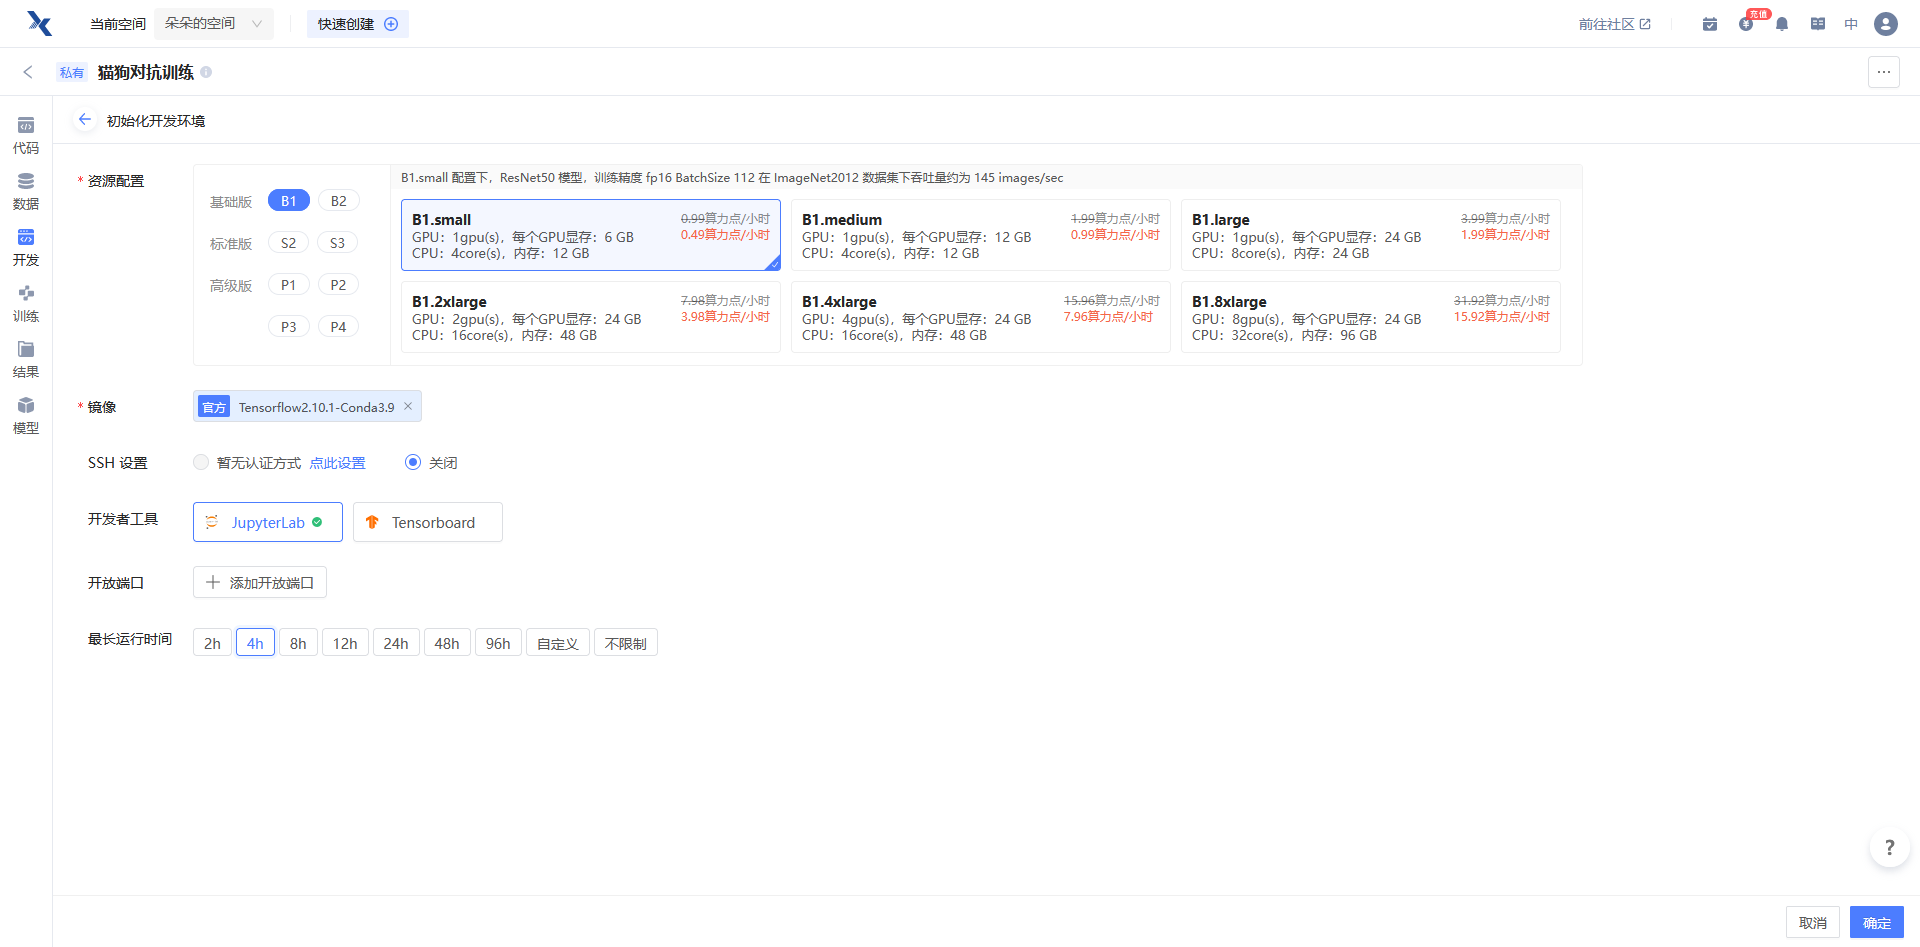 当前空间 朵朵的空间 快速创建 前往社区 充值 中
私有 猫狗对抗训练 ...
代码
数据
开发
训练
结果
模型
初始化开发环境
* 资源配置
基础版 B1 B2
标准版 S2 S3
高级版 P1 P2
P3 P4
B1.small 配置下，ResNet50 模型，训练精度 fp16 BatchSize 112 在 ImageNet2012 数据集下吞吐量约为 145 images/sec
B1.small 0.99算力点/小时
GPU：1gpu(s)，每个GPU显存：6 GB 0.49算力点/小时
CPU：4core(s)，内存：12 GB
B1.medium 1.99算力点/小时
GPU：1gpu(s)，每个GPU显存：12 GB 0.99算力点/小时
CPU：4core(s)，内存：12 GB
B1.large 3.99算力点/小时
GPU：1gpu(s)，每个GPU显存：24 GB 1.99算力点/小时
CPU：8core(s)，内存：24 GB
B1.2xlarge 7.98算力点/小时
GPU：2gpu(s)，每个GPU显存：24 GB 3.98算力点/小时
CPU：16core(s)，内存：48 GB
B1.4xlarge 15.96算力点/小时
GPU：4gpu(s)，每个GPU显存：24 GB 7.96算力点/小时
CPU：16core(s)，内存：48 GB
B1.8xlarge 31.92算力点/小时
GPU：8gpu(s)，每个GPU显存：24 GB 15.92算力点/小时
CPU：32core(s)，内存：96 GB
* 镜像 官方 Tensorflow2.10.1-Conda3.9 ×
SSH 设置 暂无认证方式 点此设置 关闭
开发者工具 JupyterLab Tensorboard
开放端口 + 添加开放端口
最长运行时间 2h 4h 8h 12h 24h 48h 96h 自定义 不限制
?
取消 确定